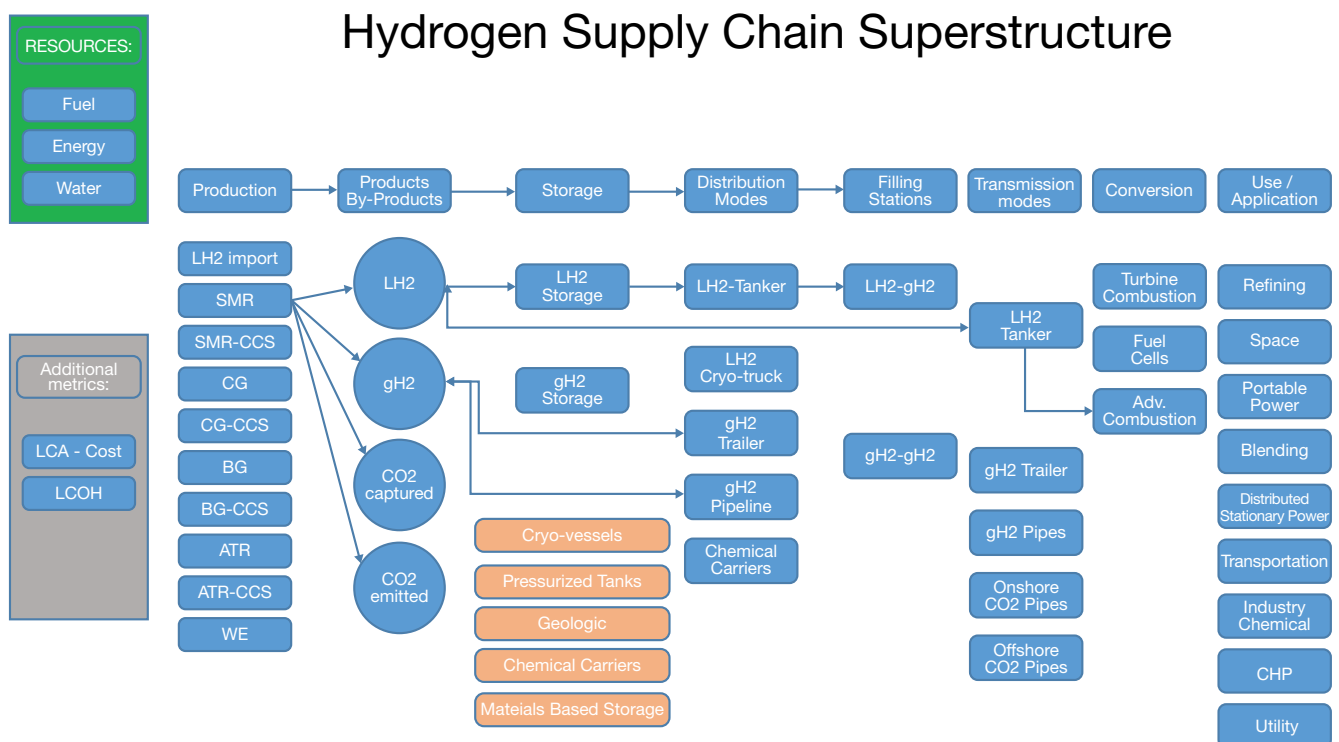 Hydrogen Supply Chain Superstructure
RESOURCES:
Fuel
Energy
Water
Additional
metrics:
LCA - Cost
LCOH
Production
Products
By-Products
Storage
Distribution
Modes
Filling
Stations
Transmission
modes
Conversion
Use /
Application
LH2 import
SMR
SMR-CCS
CG
CG-CCS
BG
BG-CCS
ATR
ATR-CCS
WE
LH2
gH2
CO2
captured
CO2
emitted
LH2
Storage
gH2
Storage
Cryo-vessels
Pressurized Tanks
Geologic
Chemical Carriers
Mateials Based Storage
LH2-Tanker
LH2
Cryo-truck
gH2
Trailer
gH2
Pipeline
Chemical
Carriers
LH2-gH2
gH2-gH2
LH2
Tanker
gH2 Trailer
gH2 Pipes
Onshore
CO2 Pipes
Offshore
CO2 Pipes
Turbine
Combustion
Fuel
Cells
Adv.
Combustion
Refining
Space
Portable
Power
Blending
Distributed
Stationary Power
Transportation
Industry
Chemical
CHP
Utility